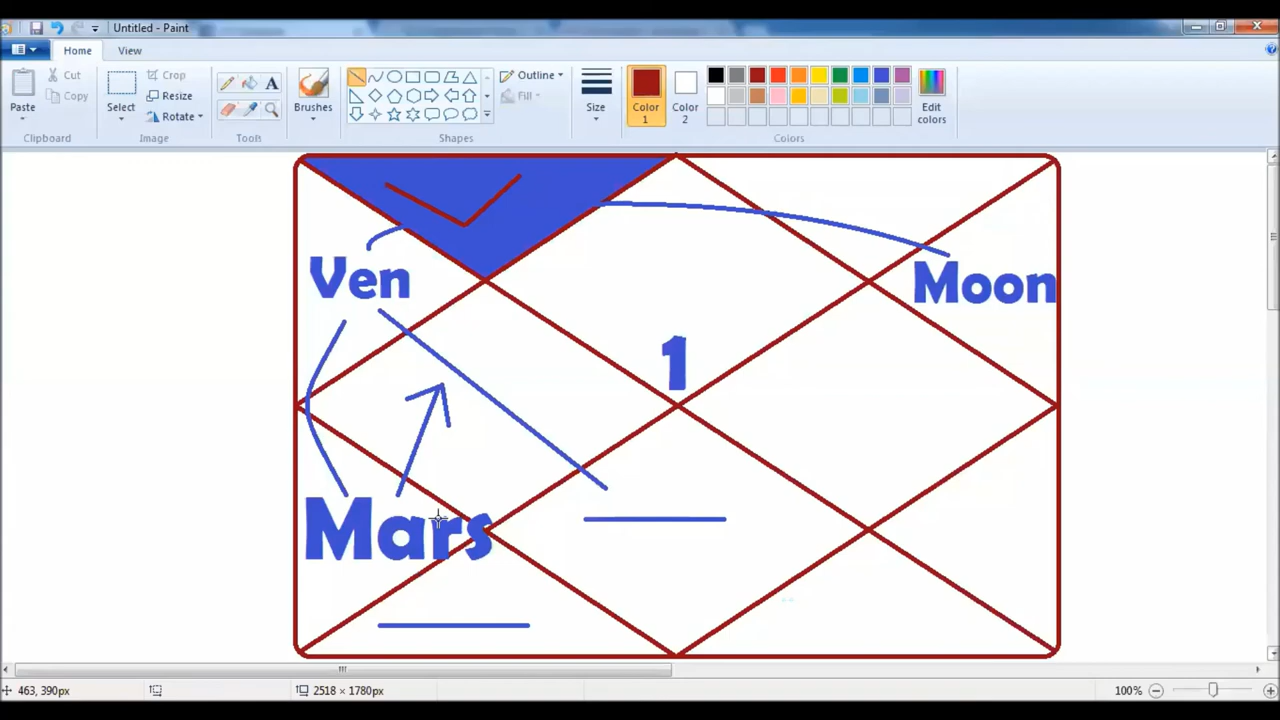 Untitled - Paint
Home
View
Paste
Cut
Copy
Clipboard
Select
Crop
Resize
Rotate
Image
Tools
Brushes
Shapes
Outline
Fill
Size
Color 1
Color 2
Edit colors
Colors
Ven
Moon
1
Mars
463, 390px
2518 × 1780px
100%